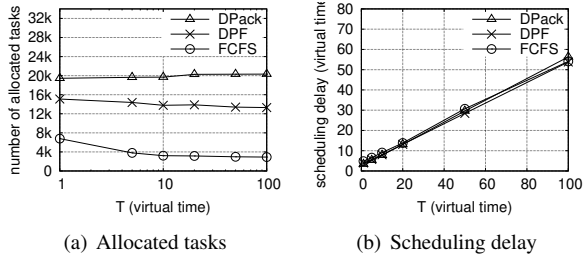 number of allocated tasks
32k
28k
24k
20k
16k
12k
8k
4k
0
1
10
100
T (virtual time)
DPack
DPF
FCFS
(a) Allocated tasks
scheduling delay (virtual time)
80
70
60
50
40
30
20
10
0
0
20
40
60
80
100
T (virtual time)
DPack
DPF
FCFS
(b) Scheduling delay